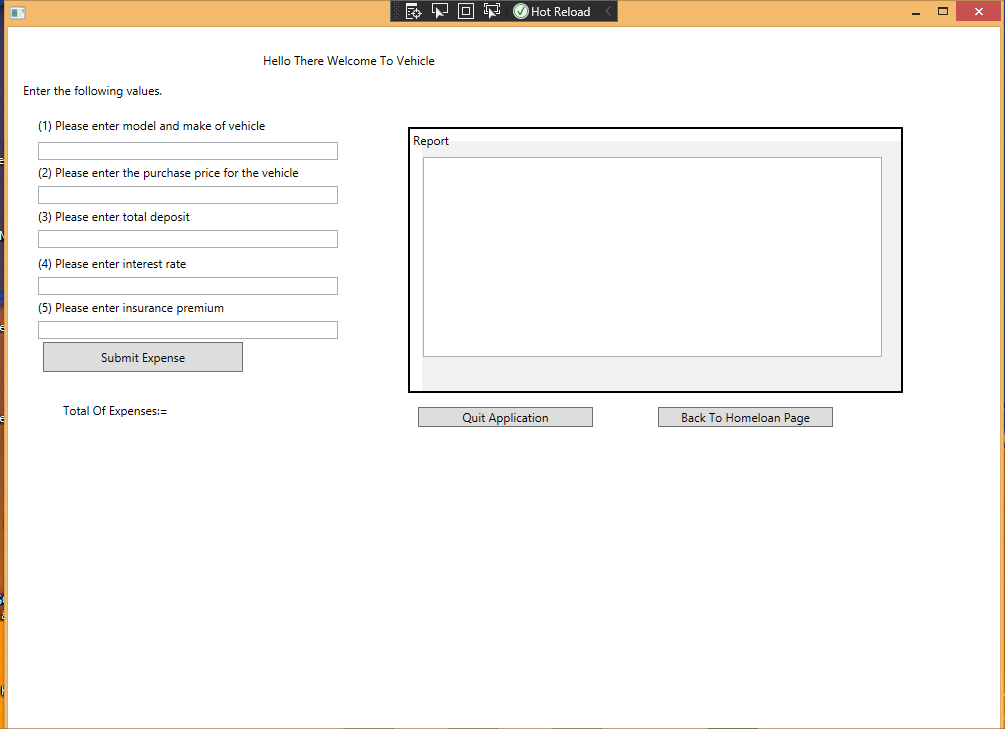 Hot Reload
Hello There Welcome To Vehicle
Enter the following values.
(1) Please enter model and make of vehicle
(2) Please enter the purchase price for the vehicle
(3) Please enter total deposit
(4) Please enter interest rate
(5) Please enter insurance premium
Submit Expense
Total Of Expenses:=
Report
Quit Application
Back To Homeloan Page